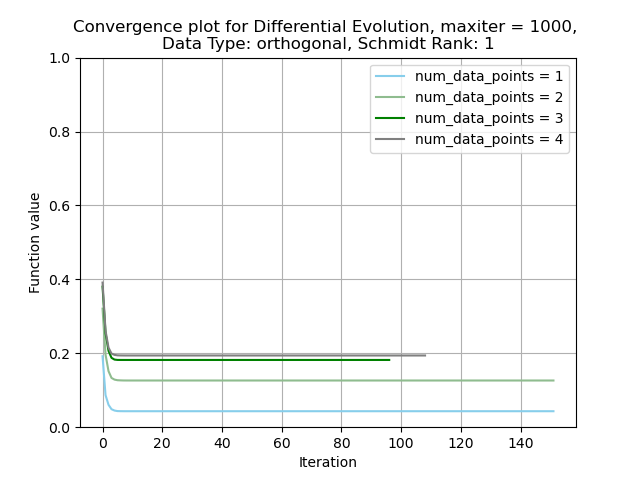 Convergence plot for Differential Evolution, maxiter = 1000,
Data Type: orthogonal, Schmidt Rank: 1
num_data_points = 1
num_data_points = 2
num_data_points = 3
num_data_points = 4
Function value
1.0
0.8
0.6
0.4
0.2
0.0
0 20 40 60 80 100 120 140
Iteration